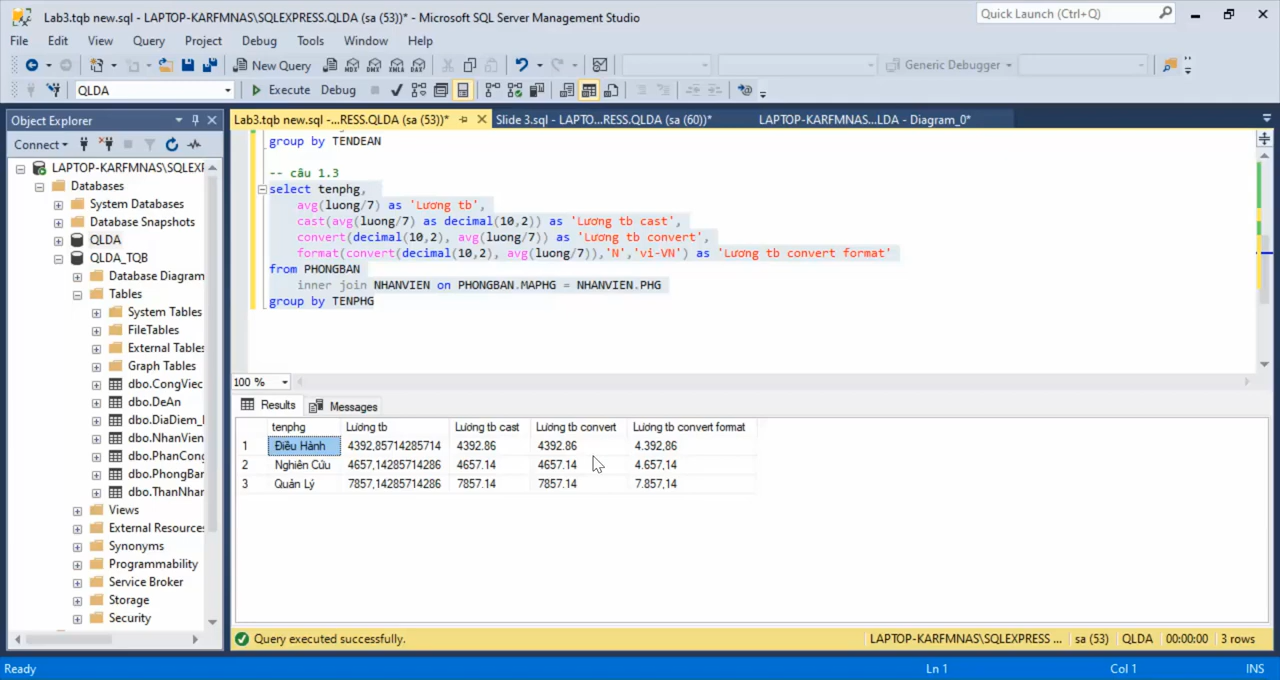 Lab3.tqb new.sql - LAPTOP-KARFMNAS\SQLEXPRESS.QLDA (sa (53))* - Microsoft SQL Server Management Studio
Quick Launch (Ctrl+Q)
File Edit View Query Project Debug Tools Window Help
New Query
MDX DMX XMLA DAX
Generic Debugger
QLDA
Execute Debug
Object Explorer
Lab3.tqb new.sql -...RESS.QLDA (sa (53))*
Slide 3.sql - LAPTO...RESS.QLDA (sa (60))*
LAPTOP-KARFMNAS...LDA - Diagram_0*
Connect
LAPTOP-KARFMNAS\SQLEXF
Databases
System Databases
Database Snapshots
QLDA
QLDA_TQB
Database Diagram
Tables
System Tables
FileTables
External Tables
Graph Tables
dbo.CongViec
dbo.DeAn
dbo.DiaDiem_
dbo.NhanVien
dbo.PhanCong
dbo.PhongBan
dbo.ThanNhan
Views
External Resources
Synonyms
Programmability
Service Broker
Storage
Security
group by TENDEAN
-- câu 1.3
select tenphg,
avg(luong/7) as 'Lương tb',
cast(avg(luong/7) as decimal(10,2)) as 'Lương tb cast',
convert(decimal(10,2), avg(luong/7)) as 'Lương tb convert',
format(convert(decimal(10,2), avg(luong/7)),'N','vi-VN') as 'Lương tb convert format'
from PHONGBAN
inner join NHANVIEN on PHONGBAN.MAPHG = NHANVIEN.PHG
group by TENPHG
100 %
Results Messages
tenphg Lương tb Lương tb cast Lương tb convert Lương tb convert format
1 Điều Hành 4392,85714285714 4392.86 4392.86 4.392,86
2 Nghiên Cứu 4657,14285714286 4657.14 4657.14 4.657,14
3 Quản Lý 7857,14285714286 7857.14 7857.14 7.857,14
Query executed successfully.
LAPTOP-KARFMNAS\SQLEXPRESS ... sa (53) QLDA 00:00:00 3 rows
Ready
Ln 1 Col 1 INS